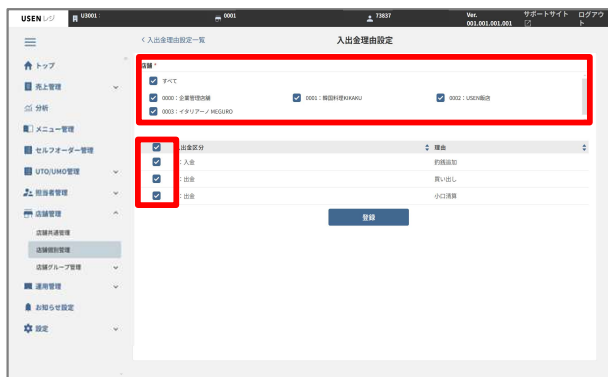 USEN レジ
U3001 :
0001
73837
Ver.
001.001.001.001
サポートサイト
ログアウト
トップ
売上管理
分析
メニュー管理
セルフオーダー管理
UTO/UMO管理
担当者管理
店舗管理
店舗共通管理
店舗個別管理
店舗グループ管理
運用管理
お知らせ設定
設定
< 入出金理由設定一覧
入出金理由設定
店舗 *
すべて
0000：企業管理店舗
0001：韓国料理KIKAKU
0002：USEN飯店
0003：イタリアーノ MEGURO
入出金区分
理由
：入金
釣銭追加
：出金
買い出し
：出金
小口清算
登録